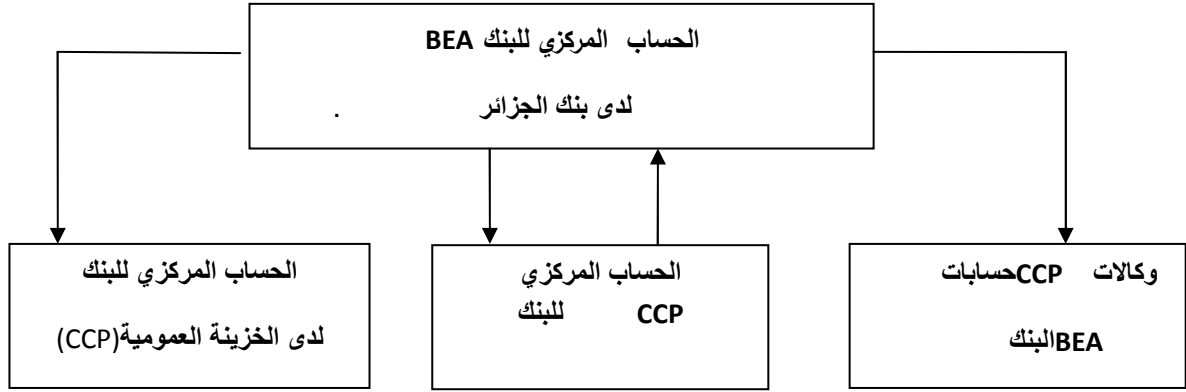 الحساب المركزي للبنك BEA
لدى بنك الجزائر .
وكالات CCPحسابات
BEAالبنك
الحساب المركزي
CCP للبنك
الحساب المركزي للبنك
لدى الخزينة العمومية(CCP)